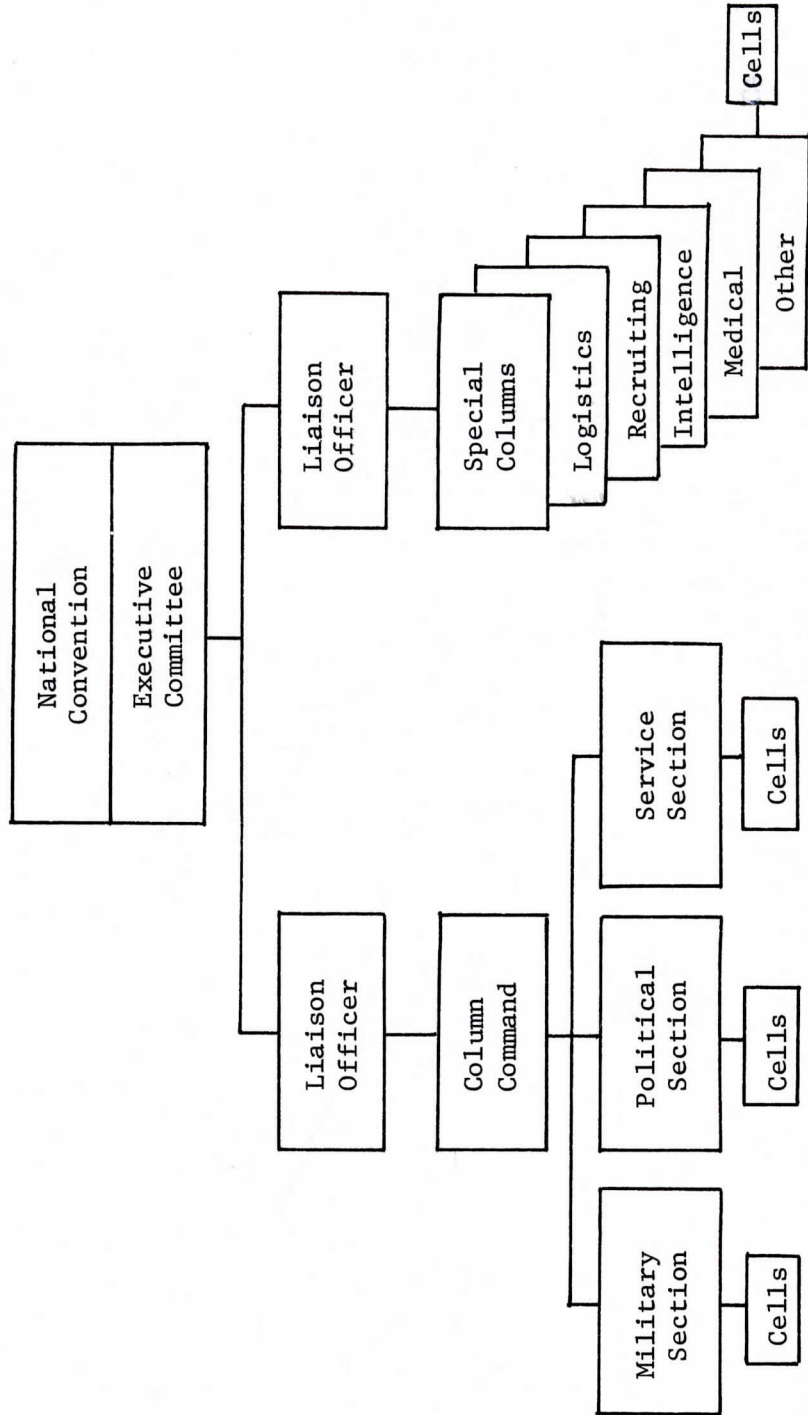 National
Convention
Executive
Committee
Liaison
Officer
Liaison
Officer
Column
Command
Special
Columns
Logistics
Recruiting
Intelligence
Medical
Other
Cells
Military
Section
Political
Section
Service
Section
Cells
Cells
Cells